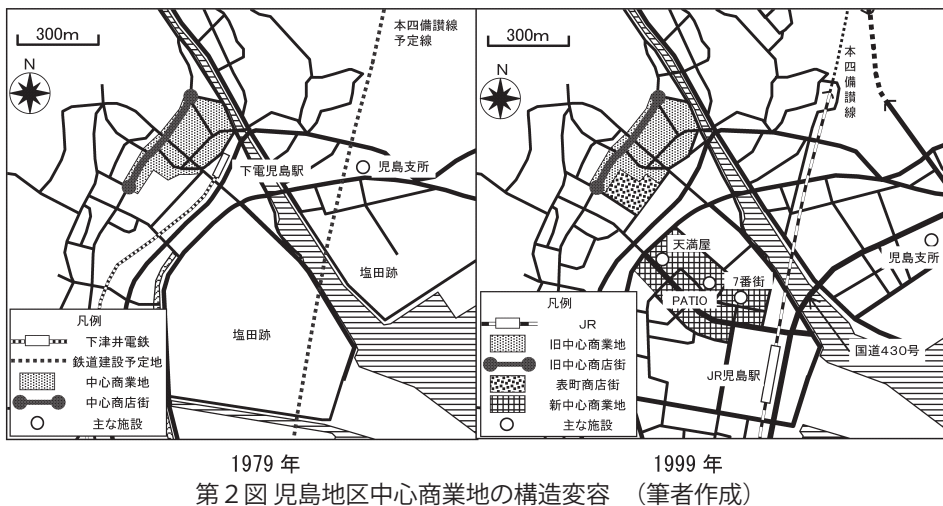 300m
N
本四備讃線
予定線
下電児島駅
児島支所
塩田跡
塩田跡
凡例
下津井電鉄
鉄道建設予定地
中心商業地
中心商店街
主な施設
1979 年
300m
N
本四備讃線
天満屋
7番街
PATIO
児島支所
国道430号
JR児島駅
凡例
JR
旧中心商業地
旧中心商店街
表町商店街
新中心商業地
主な施設
1999 年
第2図 児島地区中心商業地の構造変容 (筆者作成)